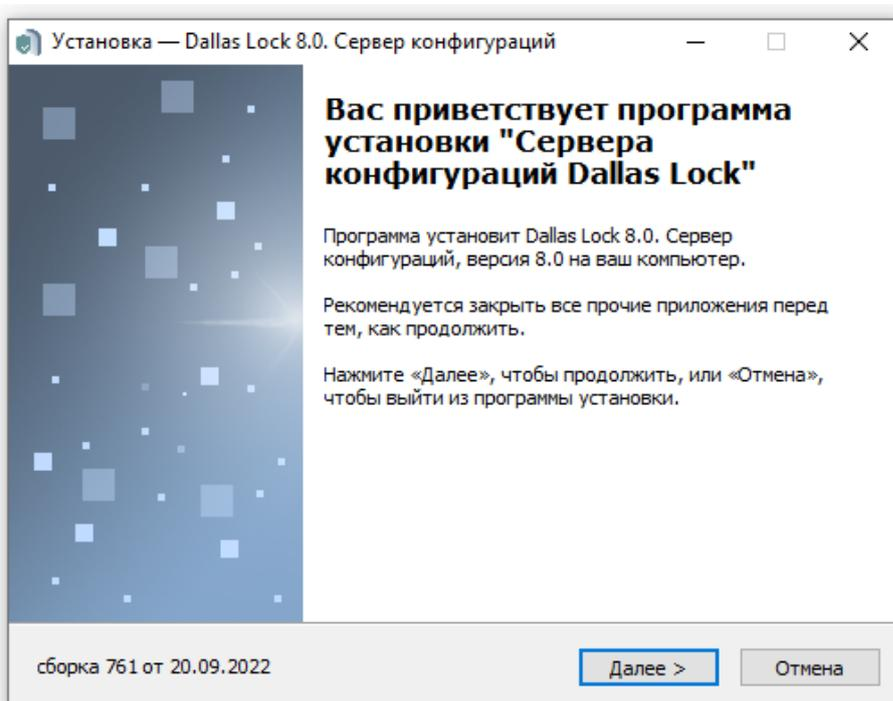 Установка — Dallas Lock 8.0. Сервер конфигураций
Вас приветствует программа
установки "Сервера
конфигураций Dallas Lock"
Программа установит Dallas Lock 8.0. Сервер
конфигураций, версия 8.0 на ваш компьютер.
Рекомендуется закрыть все прочие приложения перед
тем, как продолжить.
Нажмите «Далее», чтобы продолжить, или «Отмена»,
чтобы выйти из программы установки.
сборка 761 от 20.09.2022
Далее >
Отмена